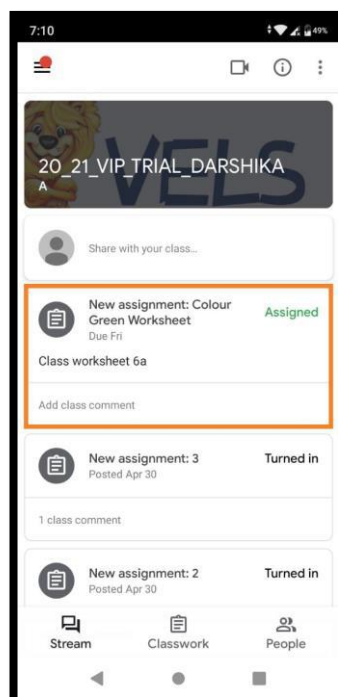 7:10
49%
20_21_VIP_TRIAL_DARSHIKA
A
VELS
Share with your class...
New assignment: Colour
Green Worksheet
Assigned
Due Fri
Class worksheet 6a
Add class comment
New assignment: 3
Turned in
Posted Apr 30
1 class comment
New assignment: 2
Turned in
Posted Apr 30
Stream
Classwork
People